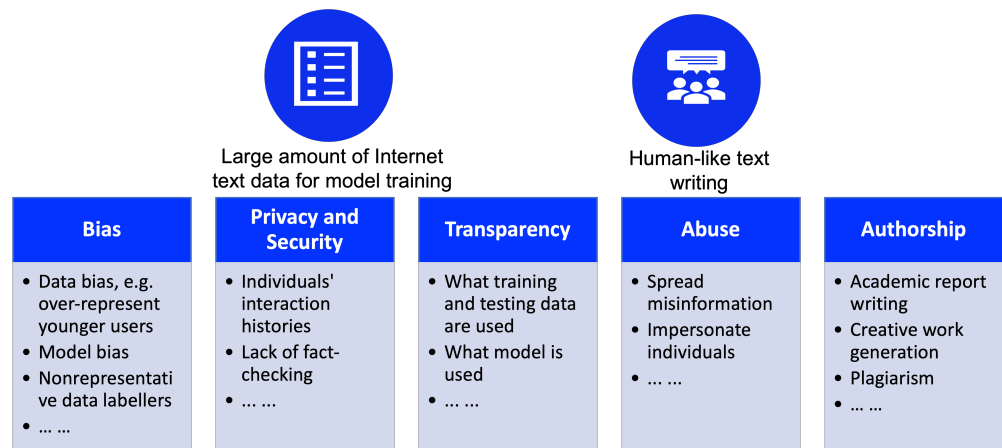 Large amount of Internet
text data for model training
Human-like text
writing
Bias
• Data bias, e.g.
over-represent
younger users
• Model bias
• Nonrepresentati
ve data labellers
• ... ...
Privacy and
Security
• Individuals'
interaction
histories
• Lack of fact-
checking
• ... ...
Transparency
• What training
and testing data
are used
• What model is
used
• ... ...
Abuse
• Spread
misinformation
• Impersonate
individuals
• ... ...
Authorship
• Academic report
writing
• Creative work
generation
• Plagiarism
• ... ...